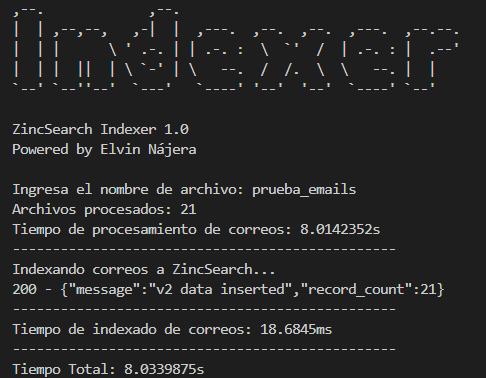 Indexer
ZincSearch Indexer 1.0
Powered by Elvin Nájera
Ingresa el nombre de archivo: prueba_emails
Archivos procesados: 21
Tiempo de procesamiento de correos: 8.0142352s
------------------------------------------------
Indexando correos a ZincSearch...
200 - {"message":"v2 data inserted","record_count":21}
------------------------------------------------
Tiempo de indexado de correos: 18.6845ms
------------------------------------------------
Tiempo Total: 8.0339875s